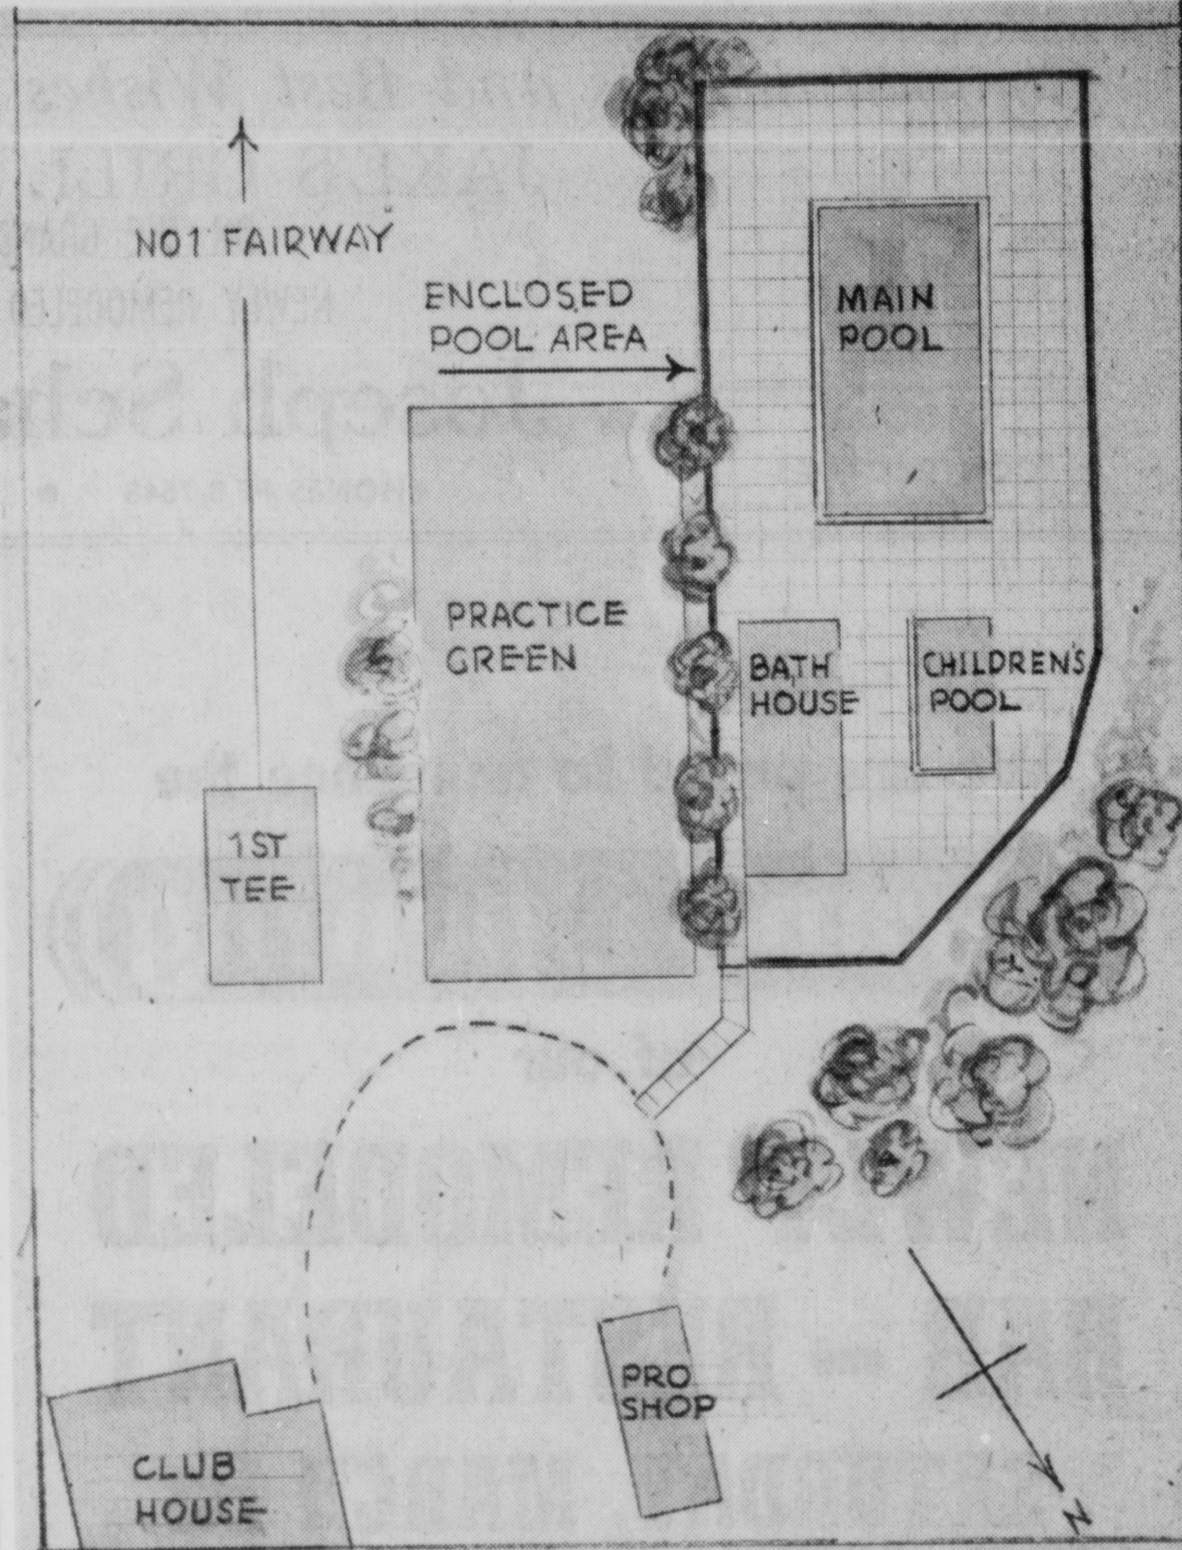 NO1 FAIRWAY
ENCLOSED
POOL AREA
MAIN
POOL
PRACTICE
GREEN
BATH
HOUSE
CHILDREN'S
POOL
1ST
TEE
PRO
SHOP
CLUB
HOUSE
N